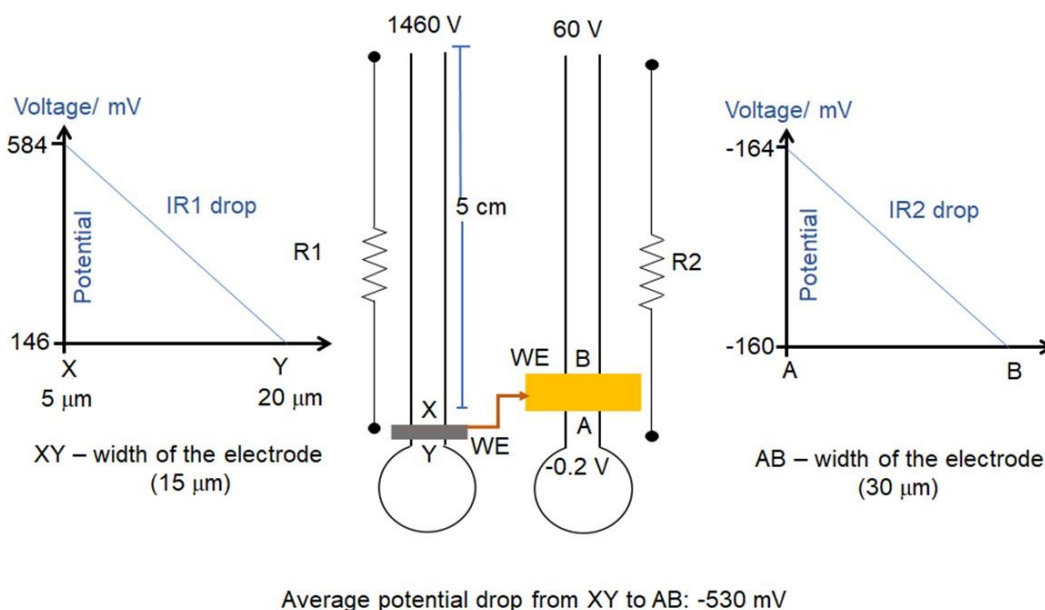 1460 V
60 V
Voltage/ mV
584
Potential
IR1 drop
146
X
Y
5 μm
20 μm
XY – width of the electrode
(15 μm)
R1
5 cm
X
Y
WE
WE
B
A
-0.2 V
R2
Voltage/ mV
-164
Potential
IR2 drop
-160
A
B
AB – width of the electrode
(30 μm)
Average potential drop from XY to AB: -530 mV